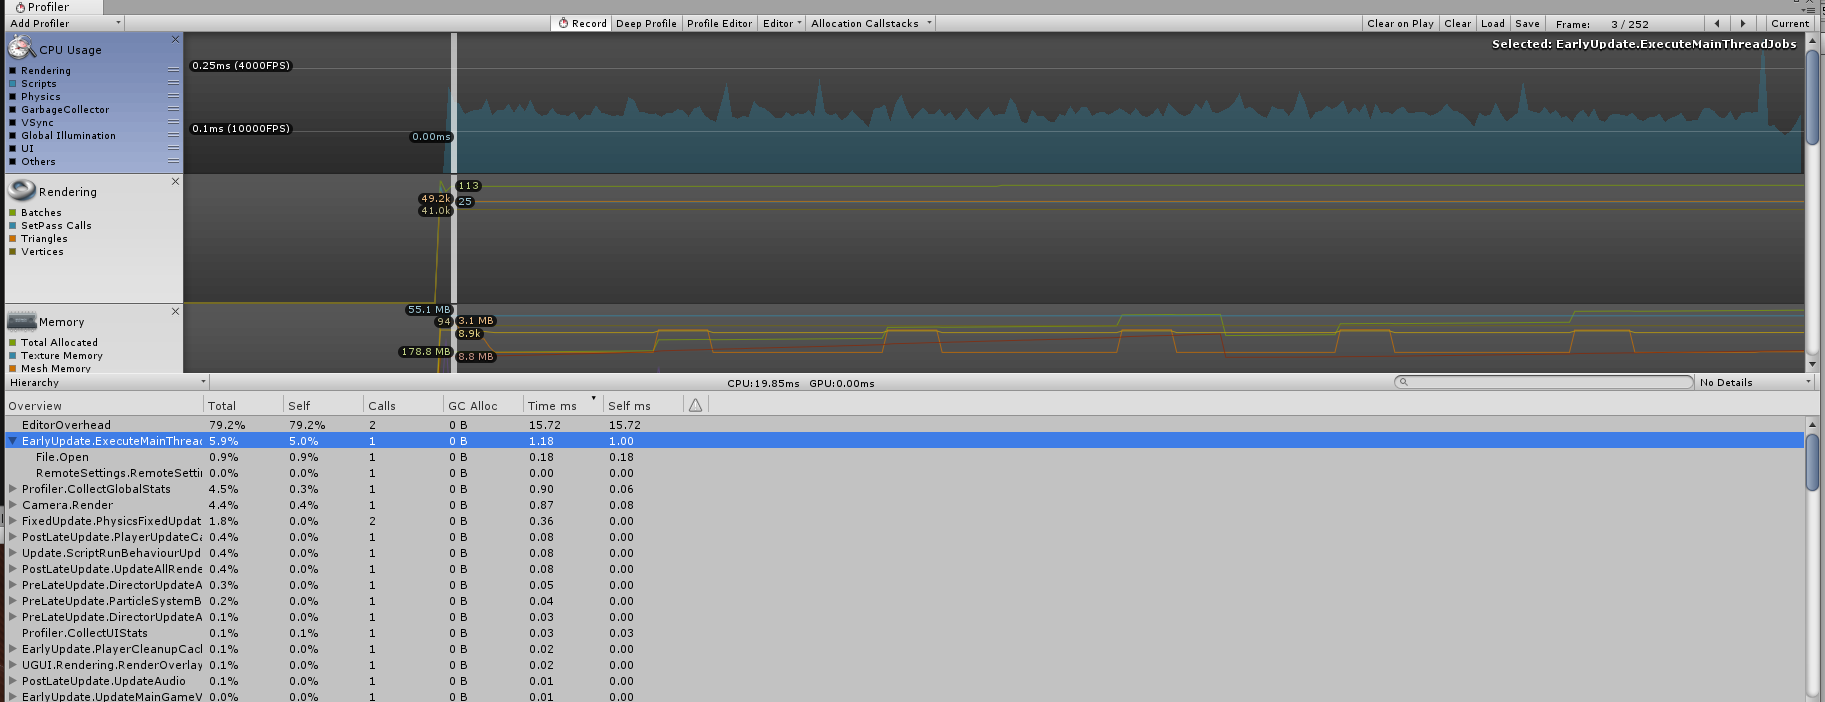 Profiler
Add Profiler Record Deep Profile Profile Editor Editor Allocation Callstacks Clear on Play Clear Load Save Frame: 3 / 252 Current
Selected: EarlyUpdate.ExecuteMainThreadJobs
CPU Usage
Rendering
Scripts
Physics
GarbageCollector
VSync
Global Illumination
UI
Others
0.25ms (4000FPS)
0.1ms (10000FPS)
0.00ms
Rendering
Batches
SetPass Calls
Triangles
Vertices
113
49.2k
25
41.0k
Memory
Total Allocated
Texture Memory
Mesh Memory
55.1 MB
94
3.1 MB
8.9k
178.8 MB
8.8 MB
Hierarchy CPU:19.85ms GPU:0.00ms No Details
Overview Total Self Calls GC Alloc Time ms Self ms
EditorOverhead 79.2% 79.2% 2 0 B 15.72 15.72
EarlyUpdate.ExecuteMainThreac 5.9% 5.0% 1 0 B 1.18 1.00
File.Open 0.9% 0.9% 1 0 B 0.18 0.18
RemoteSettings.RemoteSetti 0.0% 0.0% 1 0 B 0.00 0.00
Profiler.CollectGlobalStats 4.5% 0.3% 1 0 B 0.90 0.06
Camera.Render 4.4% 0.4% 1 0 B 0.87 0.08
FixedUpdate.PhysicsFixedUpdat 1.8% 0.0% 2 0 B 0.36 0.00
PostLateUpdate.PlayerUpdateCa 0.4% 0.0% 1 0 B 0.08 0.00
Update.ScriptRunBehaviourUpd 0.4% 0.0% 1 0 B 0.08 0.00
PostLateUpdate.UpdateAllRende 0.4% 0.0% 1 0 B 0.08 0.00
PreLateUpdate.DirectorUpdateA 0.3% 0.0% 1 0 B 0.05 0.00
PreLateUpdate.ParticleSystemB 0.2% 0.0% 1 0 B 0.04 0.00
PreLateUpdate.DirectorUpdateA 0.1% 0.0% 1 0 B 0.03 0.00
Profiler.CollectUIStats 0.1% 0.1% 1 0 B 0.03 0.03
EarlyUpdate.PlayerCleanupCacl 0.1% 0.0% 1 0 B 0.02 0.00
UGUI.Rendering.RenderOverlay 0.1% 0.0% 1 0 B 0.02 0.00
PostLateUpdate.UpdateAudio 0.1% 0.0% 1 0 B 0.01 0.00
EarlyUpdate.UpdateMainGameV 0.0% 0.0% 1 0 B 0.01 0.00